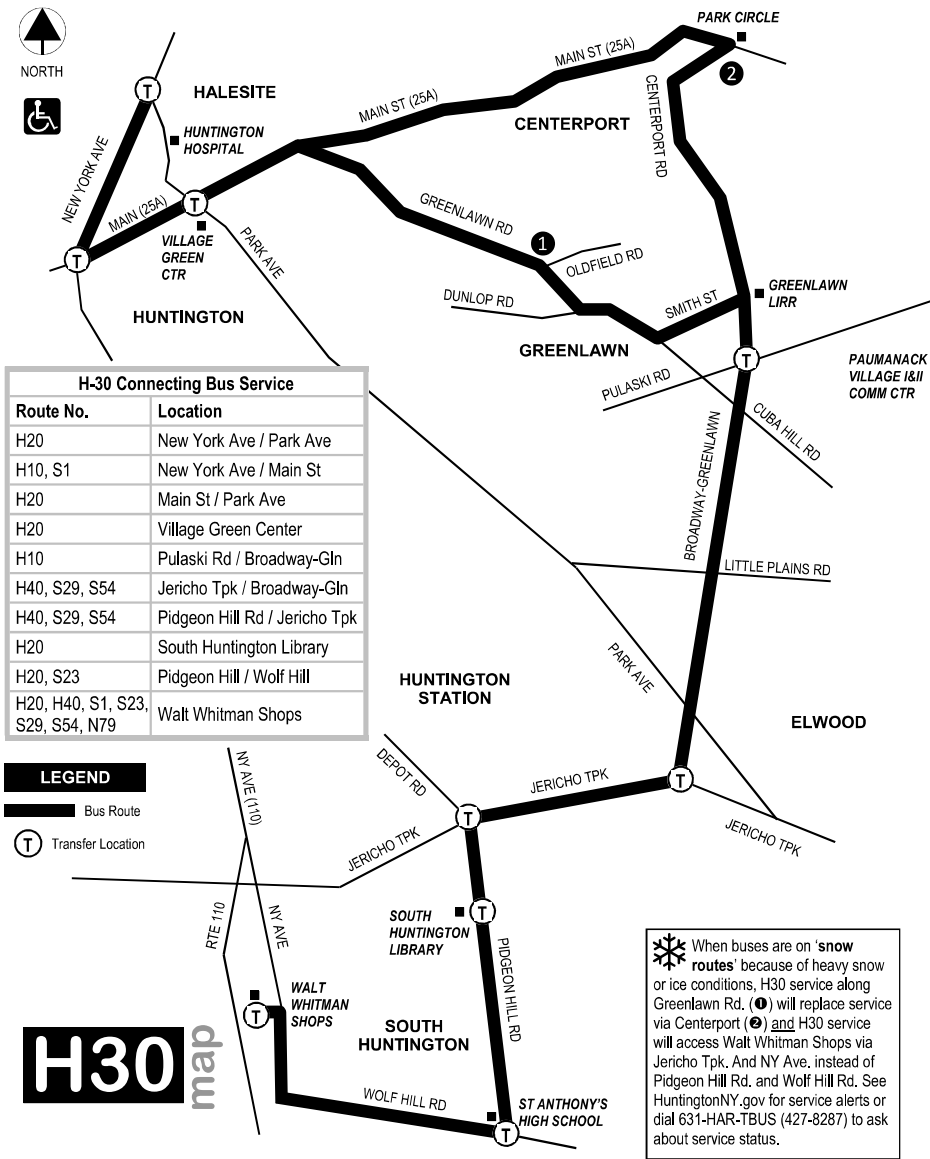 NORTH
HALESITE
HUNTINGTON
HOSPITAL
NEW YORK AVE
MAIN (25A)
VILLAGE
GREEN
CTR
PARK AVE
HUNTINGTON
MAIN ST (25A)
MAIN ST (25A)
PARK CIRCLE
2
CENTERPORT
CENTERPORT RD
GREENLAWN RD
1
OLDFIELD RD
DUNLOP RD
SMITH ST
GREENLAWN
LIRR
GREENLAWN
PULASKI RD
PAUMANACK
VILLAGE I&II
COMM CTR
CUBA HILL RD
BROADWAY-GREENLAWN
LITTLE PLAINS RD
PARK AVE
HUNTINGTON
STATION
ELWOOD
DEPOT RD
JERICHO TPK
JERICHO TPK
JERICHO TPK
NY AVE (110)
RTE 110
NY AVE
SOUTH
HUNTINGTON
LIBRARY
PIDGEON HILL RD
WALT
WHITMAN
SHOPS
SOUTH
HUNTINGTON
WOLF HILL RD
ST ANTHONY'S
HIGH SCHOOL
T
T
T
T
T
T
T
T
T
H-30 Connecting Bus Service
Route No. Location
H20 New York Ave / Park Ave
H10, S1 New York Ave / Main St
H20 Main St / Park Ave
H20 Village Green Center
H10 Pulaski Rd / Broadway-Gln
H40, S29, S54 Jericho Tpk / Broadway-Gln
H40, S29, S54 Pidgeon Hill Rd / Jericho Tpk
H20 South Huntington Library
H20, S23 Pidgeon Hill / Wolf Hill
H20, H40, S1, S23,
S29, S54, N79 Walt Whitman Shops
LEGEND
Bus Route
T Transfer Location
H30 map
When buses are on 'snow
routes' because of heavy snow
or ice conditions, H30 service along
Greenlawn Rd. (❶) will replace service
via Centerport (❷) and H30 service
will access Walt Whitman Shops via
Jericho Tpk. And NY Ave. instead of
Pidgeon Hill Rd. and Wolf Hill Rd. See
HuntingtonNY.gov for service alerts or
dial 631-HAR-TBUS (427-8287) to ask
about service status.